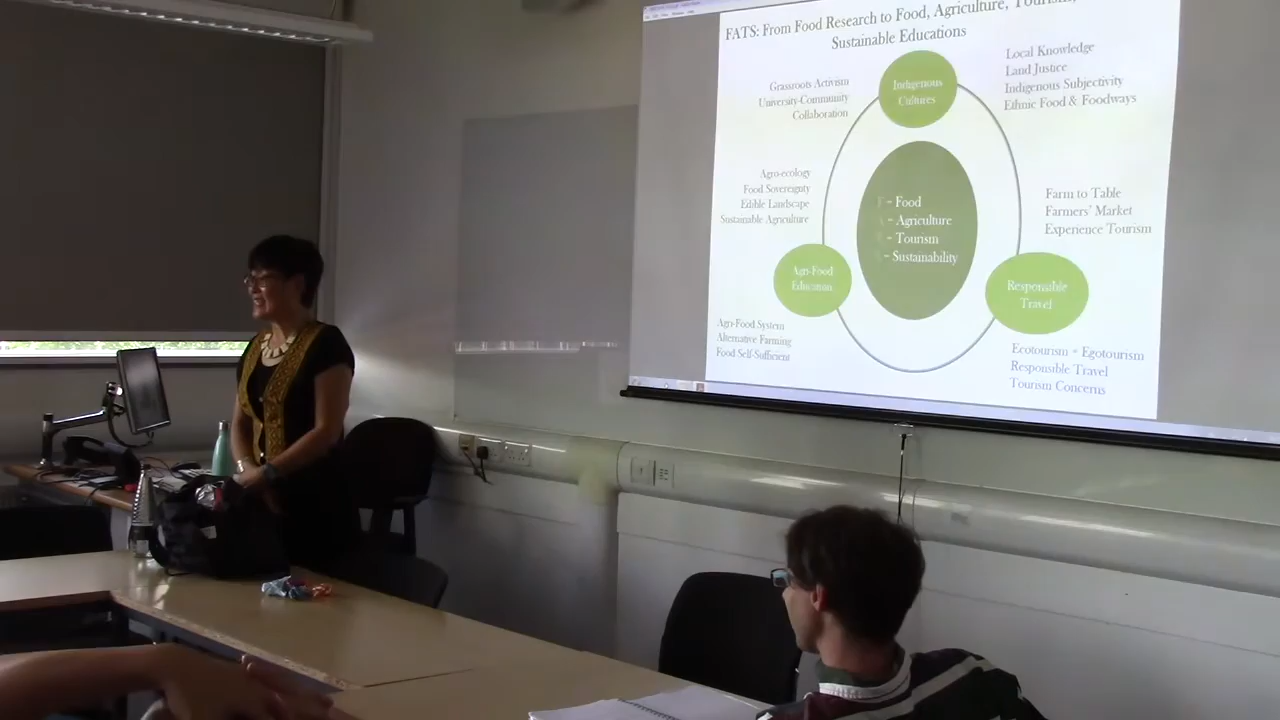 FATS: From Food Research to Food, Agriculture, Tourism,
Sustainable Educations
Grassroots Activism
University-Community
Collaboration
Indigenous
Cultures
Local Knowledge
Land Justice
Indigenous Subjectivity
Ethnic Food & Foodways
Agro-ecology
Food Sovereignty
Edible Landscape
Sustainable Agriculture
F - Food
A - Agriculture
- Tourism
- Sustainability
Farm to Table
Farmers' Market
Experience Tourism
Agri-Food
Education
Responsible
Travel
Agro-Food System
Alternative Farming
Food Self-Sufficient
Ecotourism = Egotourism
Responsible Travel
Tourism Concerns